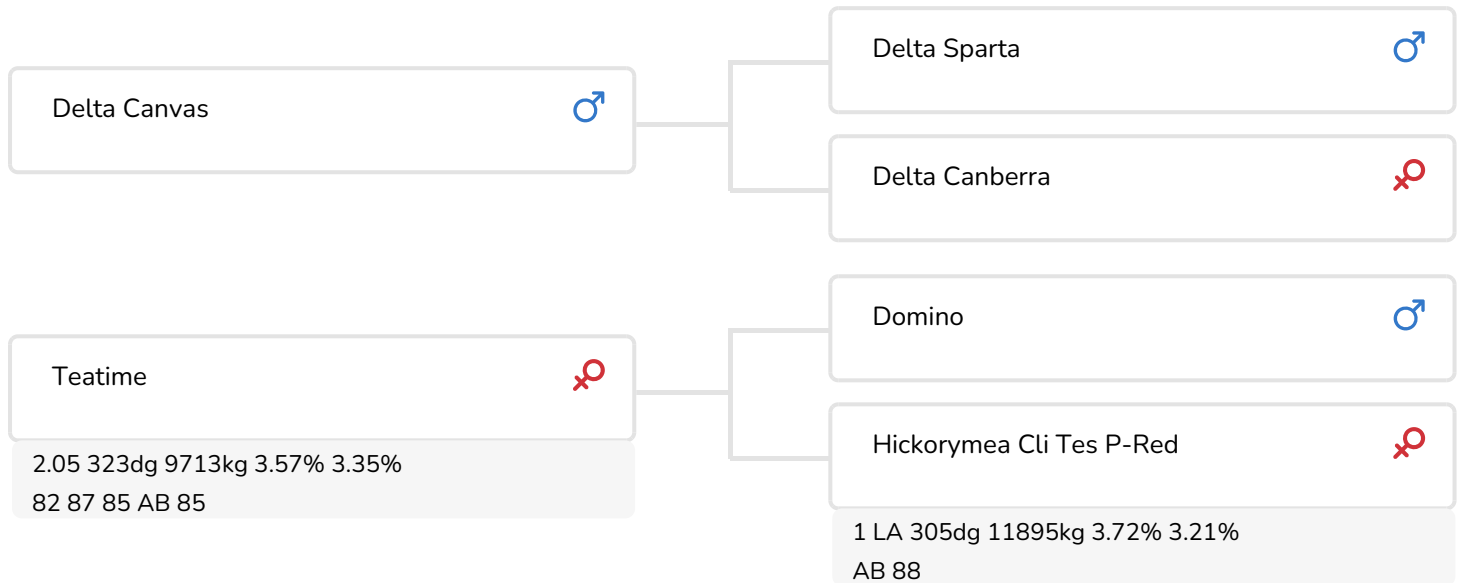 Delta Canvas
Delta Sparta
Delta Canberra
Teatime
2.05 323dg 9713kg 3.57% 3.35%
82 87 85 AB 85
Domino
Hickorymea Cli Tes P-Red
1 LA 305dg 11895kg 3.72% 3.21%
AB 88